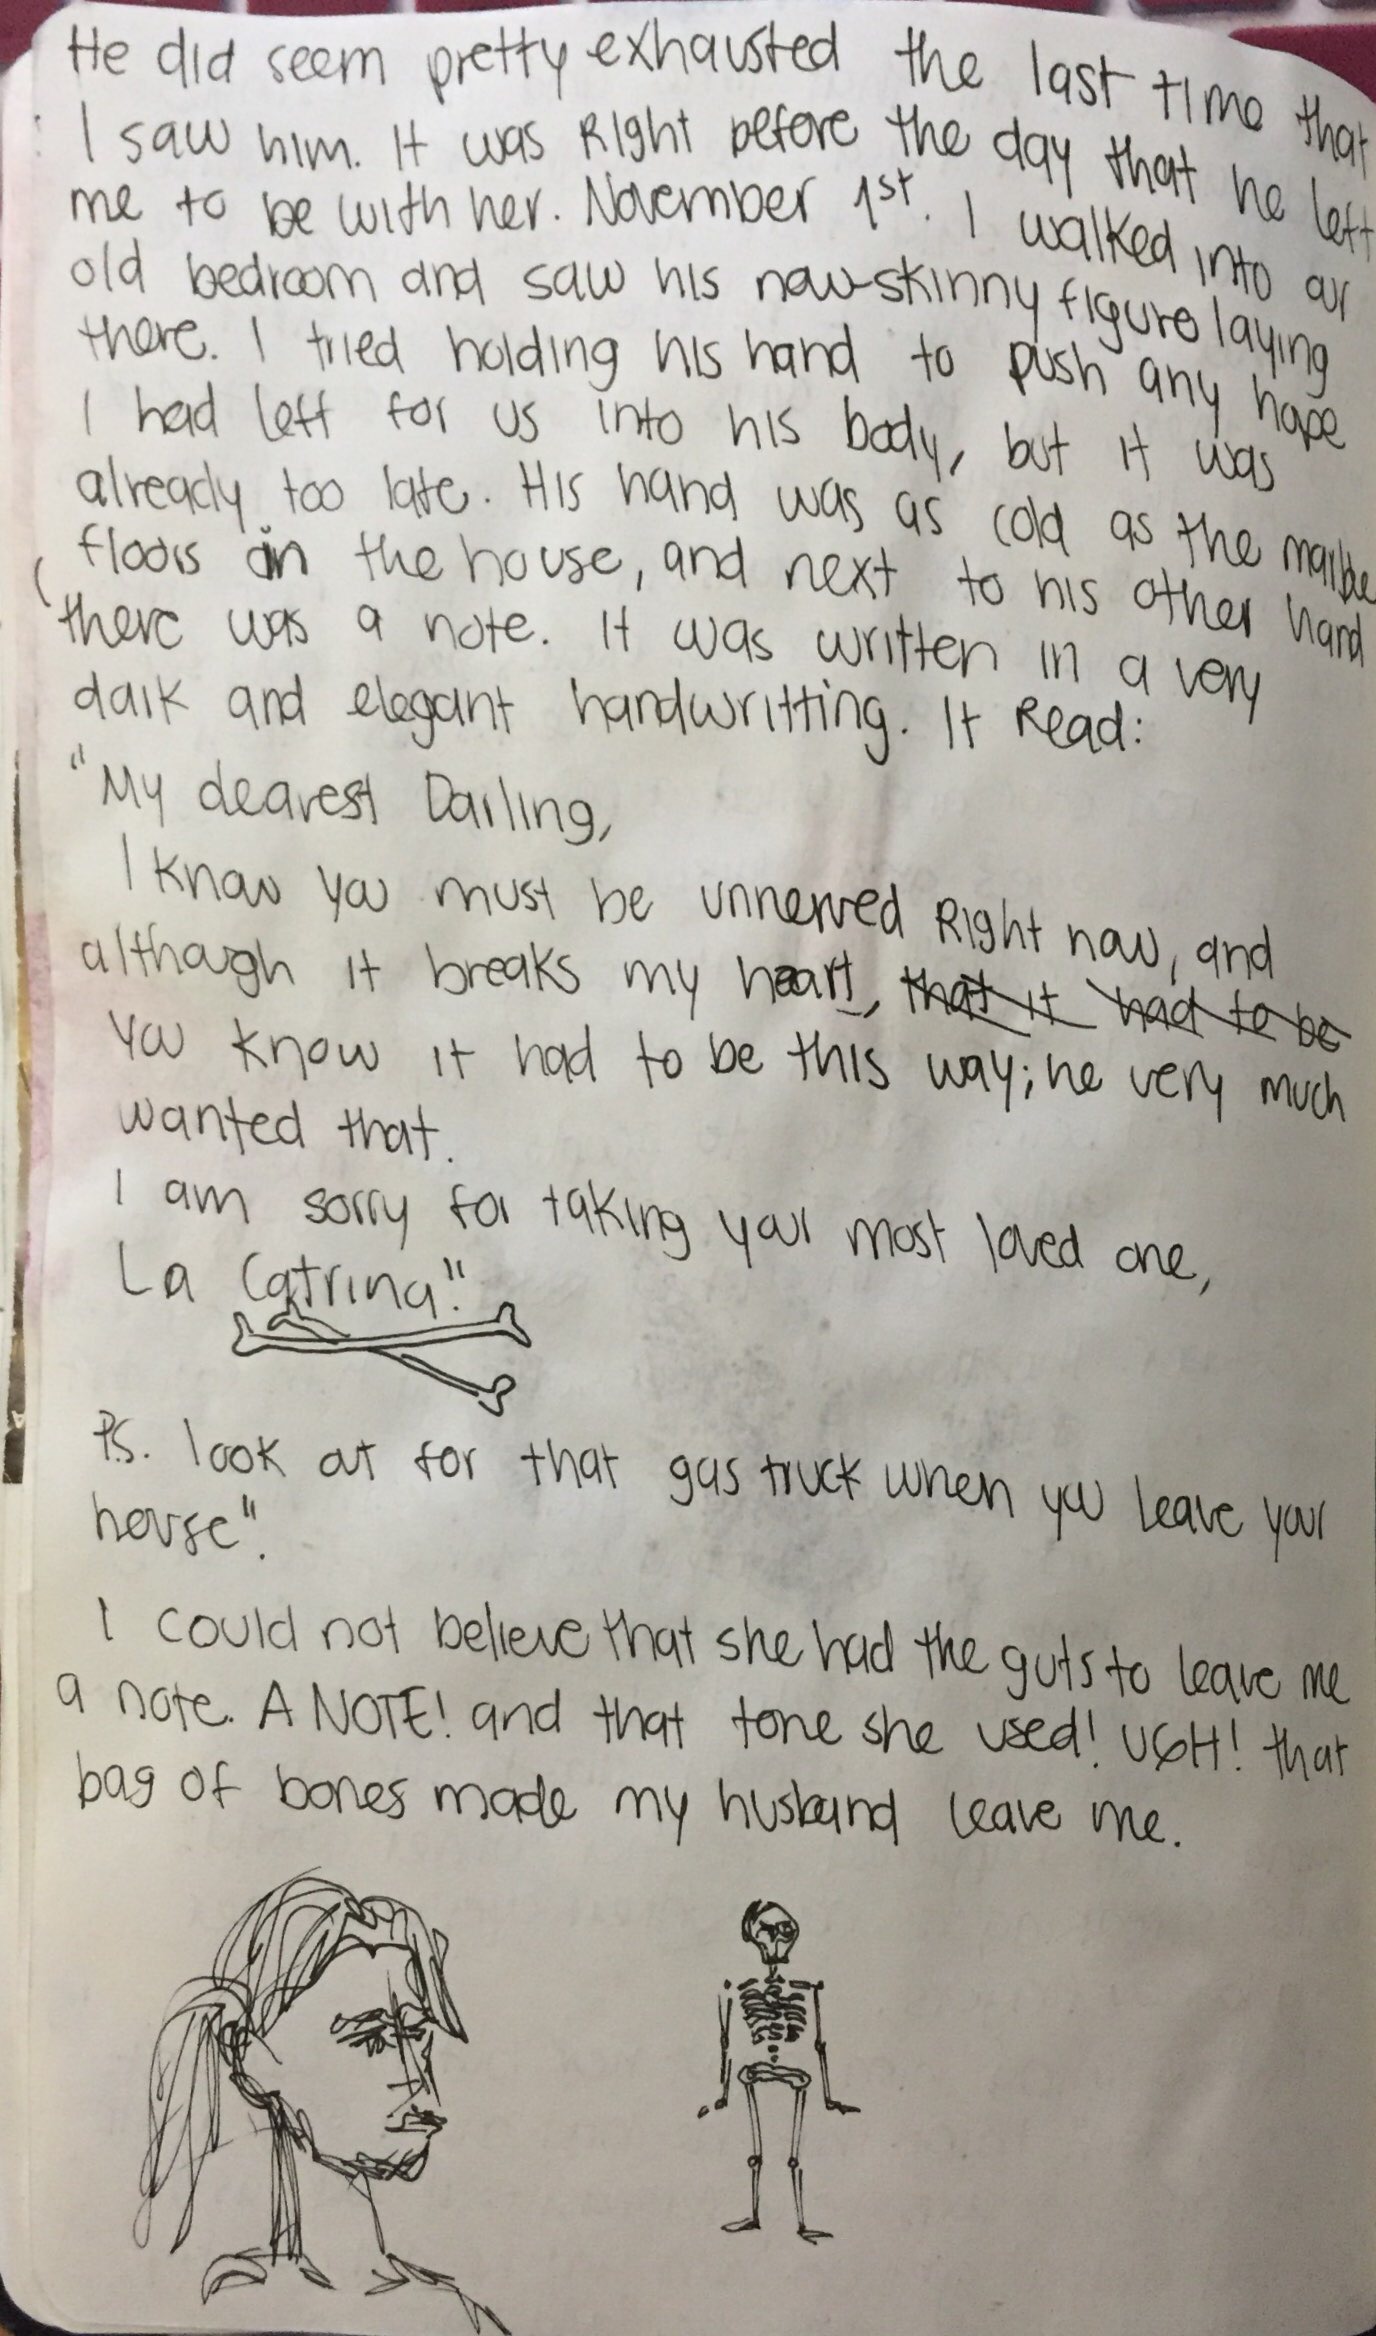 He did seem pretty exhausted the last time that
I saw him. It was Right before the day that he left
me to be with her. November 1st. I walked into our
old bedroom and saw his now-skinny figure laying
there. I tried holding his hand to push any hope
I had left for us into his body, but it was
already too late. His hand was as cold as the marble
floors in the house, and next to his other hand
there was a note. It was written in a very
dark and elegant handwritting. It Read:
"My dearest Darling,
I know you must be unnerved Right now, and
although it breaks my heart, that it had to be
you know it had to be this way; he very much
wanted that.
I am sorry for taking your most loved one,
La Catrina".
P.S. look out for that gas truck when you leave your
house".
I could not believe that she had the guts to leave me
a note. A NOTE! and that tone she used! UGH! that
bag of bones made my husband leave me.